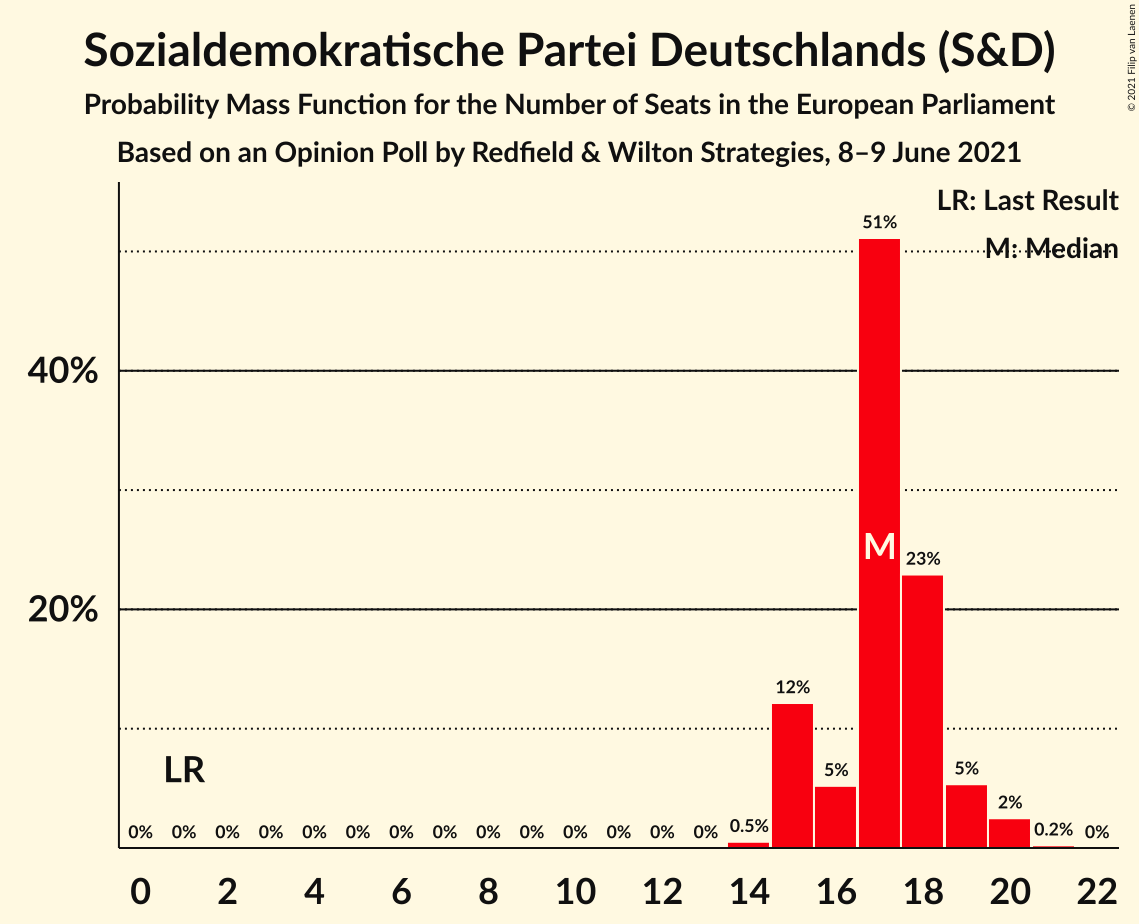 Sozialdemokratische Partei Deutschlands (S&D)
Probability Mass Function for the Number of Seats in the European Parliament
Based on an Opinion Poll by Redfield & Wilton Strategies, 8–9 June 2021
© 2021 Filip van Laenen
LR: Last Result
M: Median
51%
40%
M
23%
20%
12%
LR
5%
5%
2%
0% 0% 0% 0% 0% 0% 0% 0% 0% 0% 0% 0% 0% 0% 0.5% 0.2% 0%
0 2 4 6 8 10 12 14 16 18 20 22